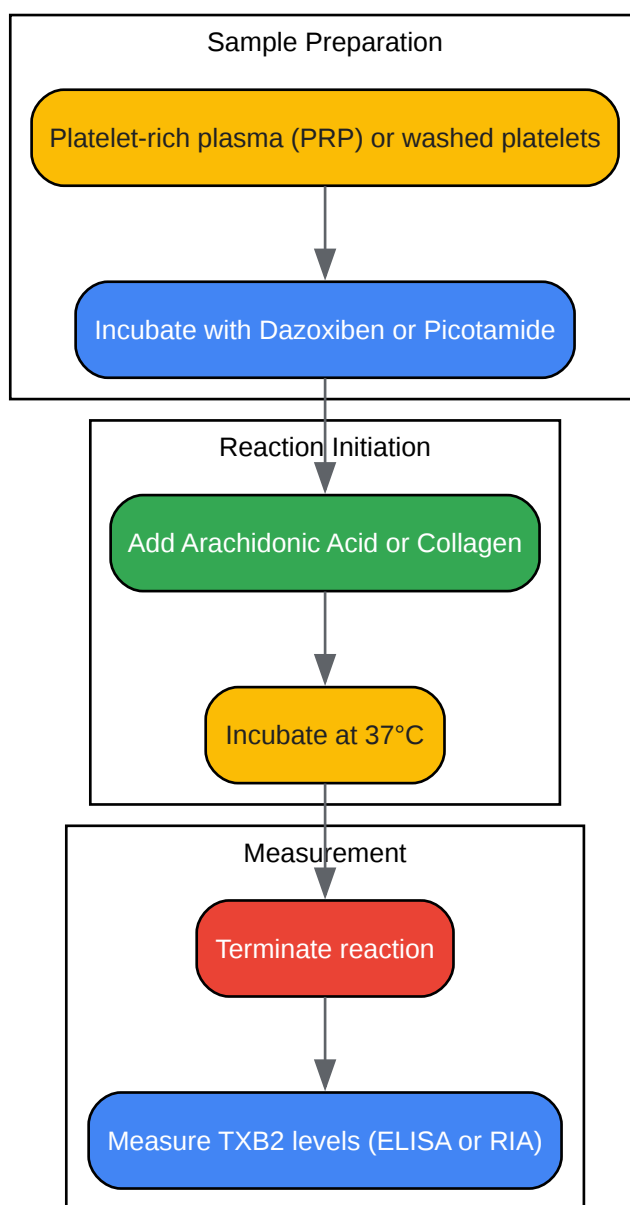 Sample Preparation
Platelet-rich plasma (PRP) or washed platelets
Incubate with Dazoxiben or Picotamide
Reaction Initiation
Add Arachidonic Acid or Collagen
Incubate at 37°C
Measurement
Terminate reaction
Measure TXB2 levels (ELISA or RIA)